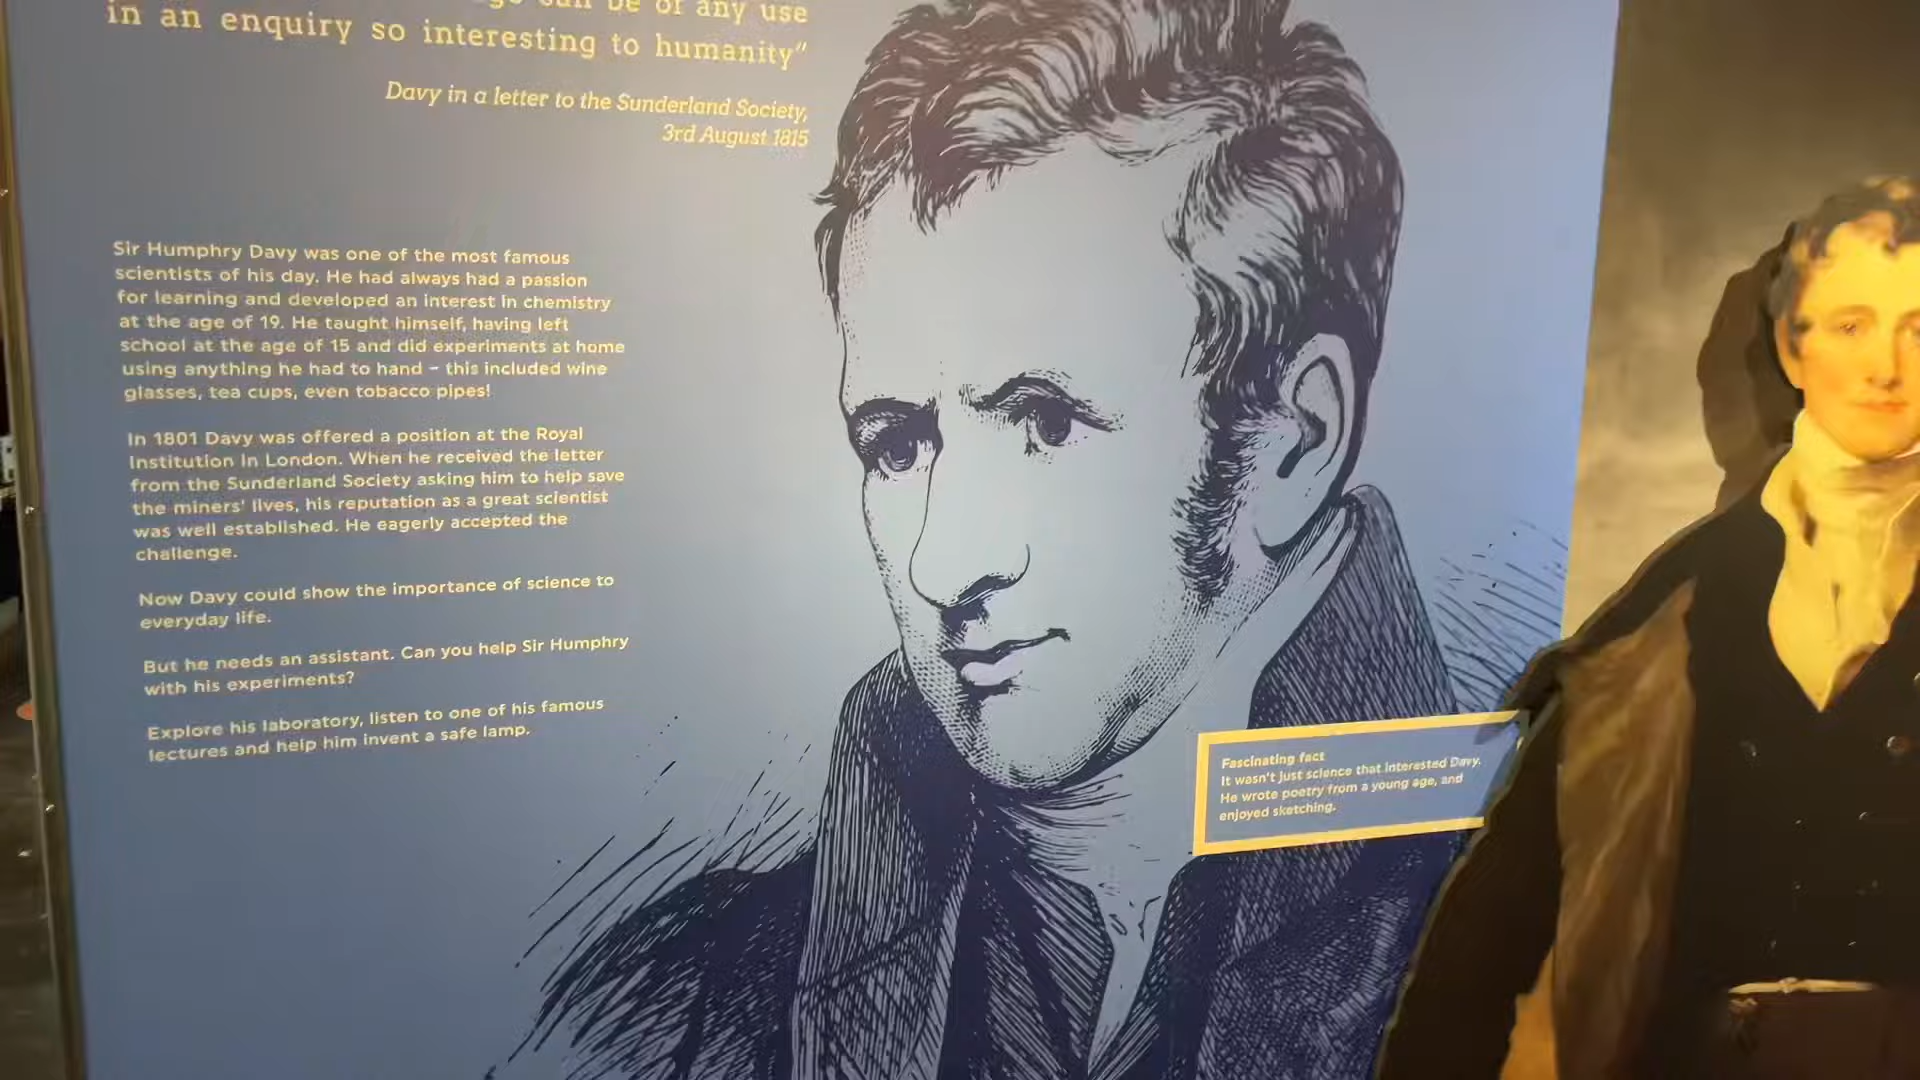 can be of any use
in an enquiry so interesting to humanity”
Davy in a letter to the Sunderland Society,
3rd August 1815
Sir Humphry Davy was one of the most famous
scientists of his day. He had always had a passion
for learning and developed an interest in chemistry
at the age of 19. He taught himself, having left
school at the age of 15 and did experiments at home
using anything he had to hand – this included wine
glasses, tea cups, even tobacco pipes!
In 1801 Davy was offered a position at the Royal
Institution in London. When he received the letter
from the Sunderland Society asking him to help save
the miners' lives, his reputation as a great scientist
was well established. He eagerly accepted the
challenge.
Now Davy could show the importance of science to
everyday life.
But he needs an assistant. Can you help Sir Humphry
with his experiments?
Explore his laboratory, listen to one of his famous
lectures and help him invent a safe lamp.
Fascinating fact
It wasn't just science that interested Davy.
He wrote poetry from a young age, and
enjoyed sketching.